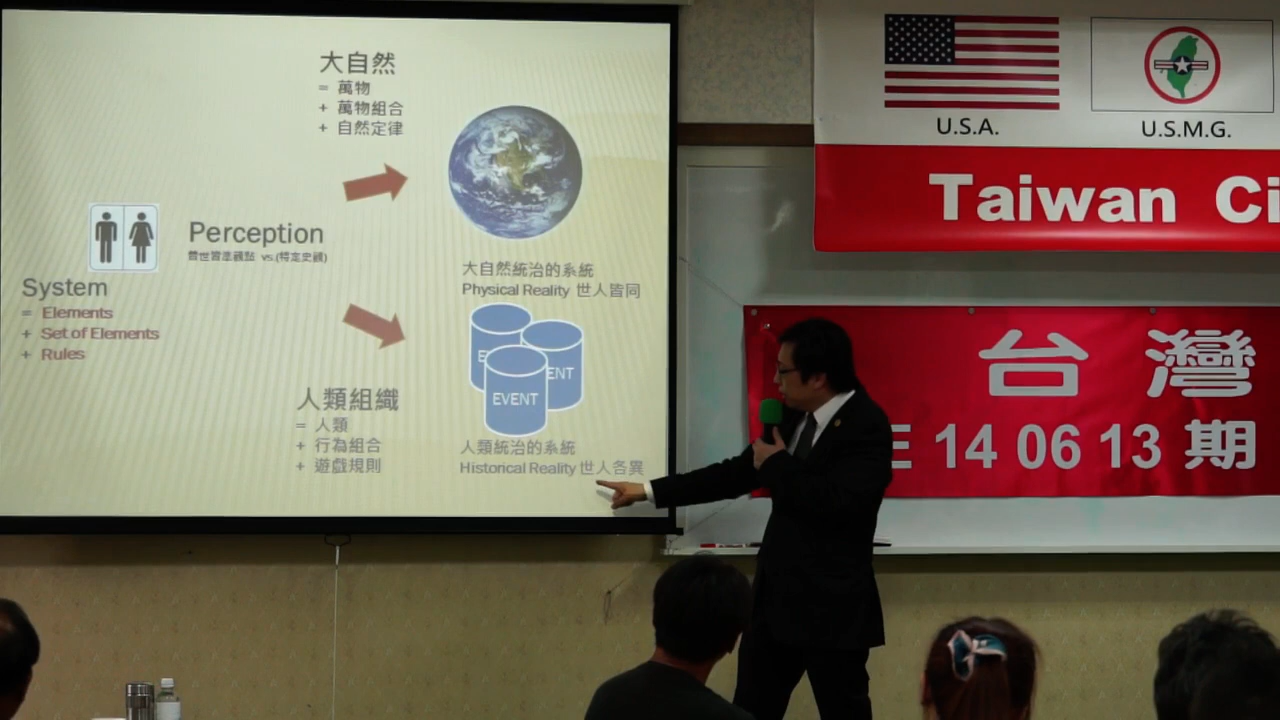 大自然
= 萬物
+ 萬物組合
+ 自然定律
Perception
普世習準觀點 vs.(特定史觀)
System
= Elements
+ Set of Elements
+ Rules
大自然統治的系統
Physical Reality 世人皆同
ENT
EVENT
人類組織
= 人類
+ 行為組合
+ 遊戲規則
人類統治的系統
Historical Reality 世人各異
U.S.A.
U.S.M.G.
Taiwan Ci
台灣
E 14 06 13 期